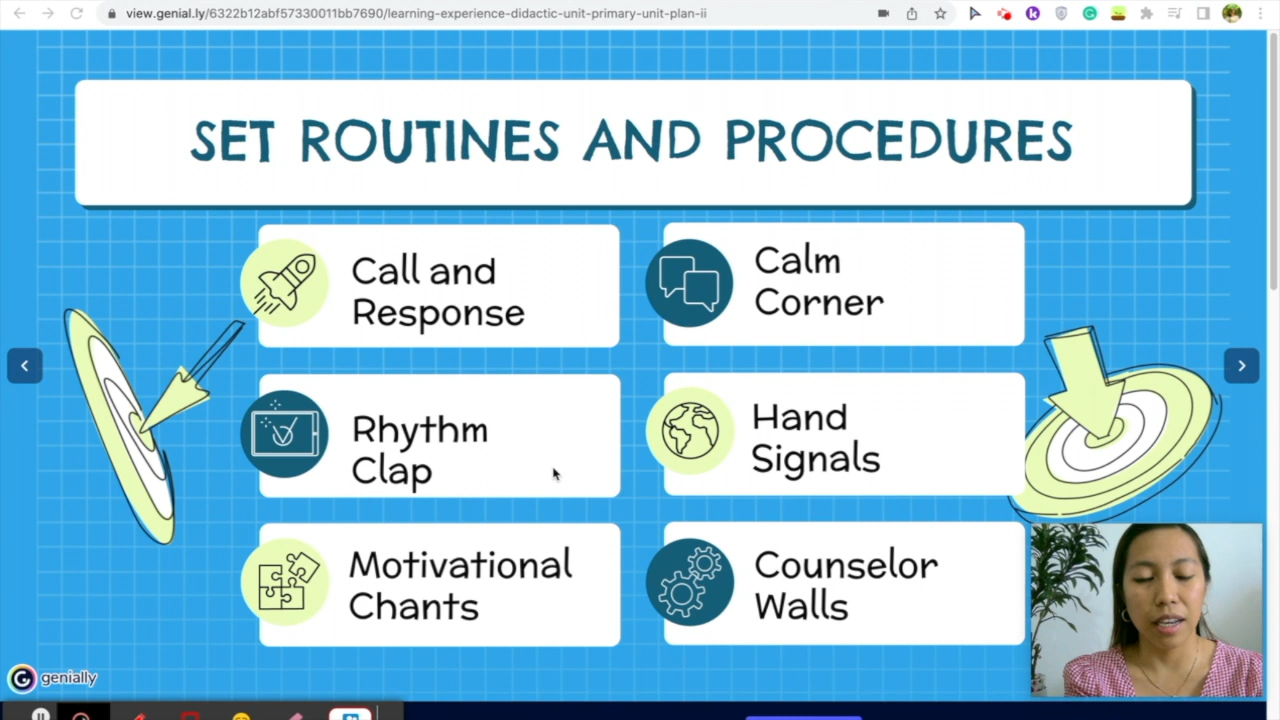 view.genial.ly/6322b12abf57330011bb7690/learning-experience-didactic-unit-primary-unit-plan-ii
SET ROUTINES AND PROCEDURES
Call and
Response
Calm
Corner
Rhythm
Clap
Hand
Signals
Motivational
Chants
Counselor
Walls
genially